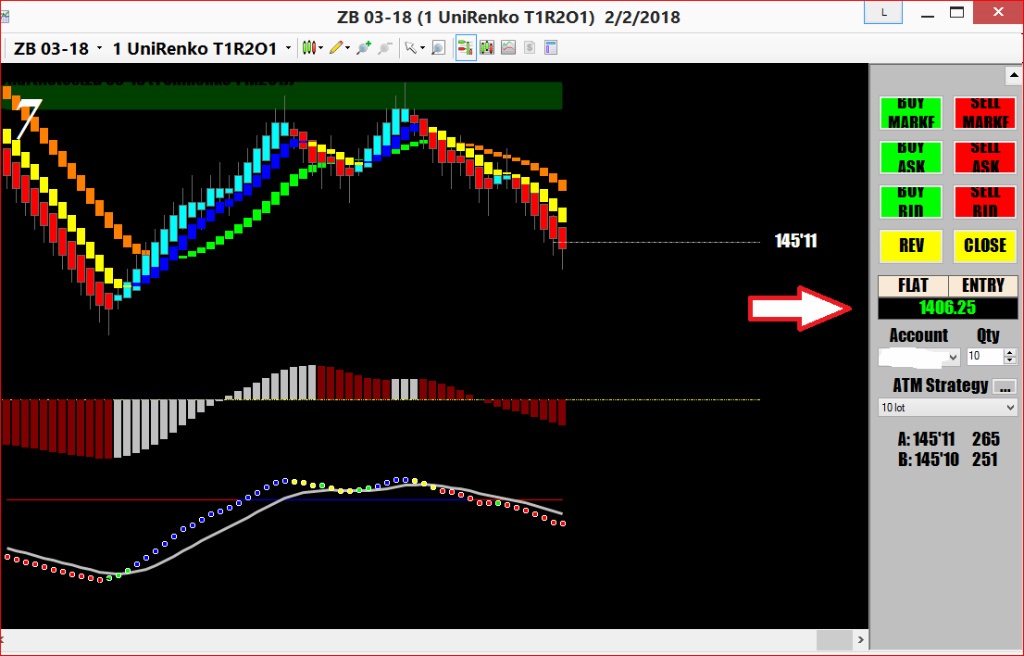 ZB 03-18 (1 UniRenko T1R2O1) 2/2/2018
L
ZB 03-18
1 UniRenko T1R2O1
7
BUY MARKE
SELL MARKE
BUY ASK
SELL ASK
BUY BID
SELL BID
REV
CLOSE
145'11
FLAT
ENTRY
1406.25
Account
Qty
10
ATM Strategy ...
10 lot
A: 145'11 265
B: 145'10 251